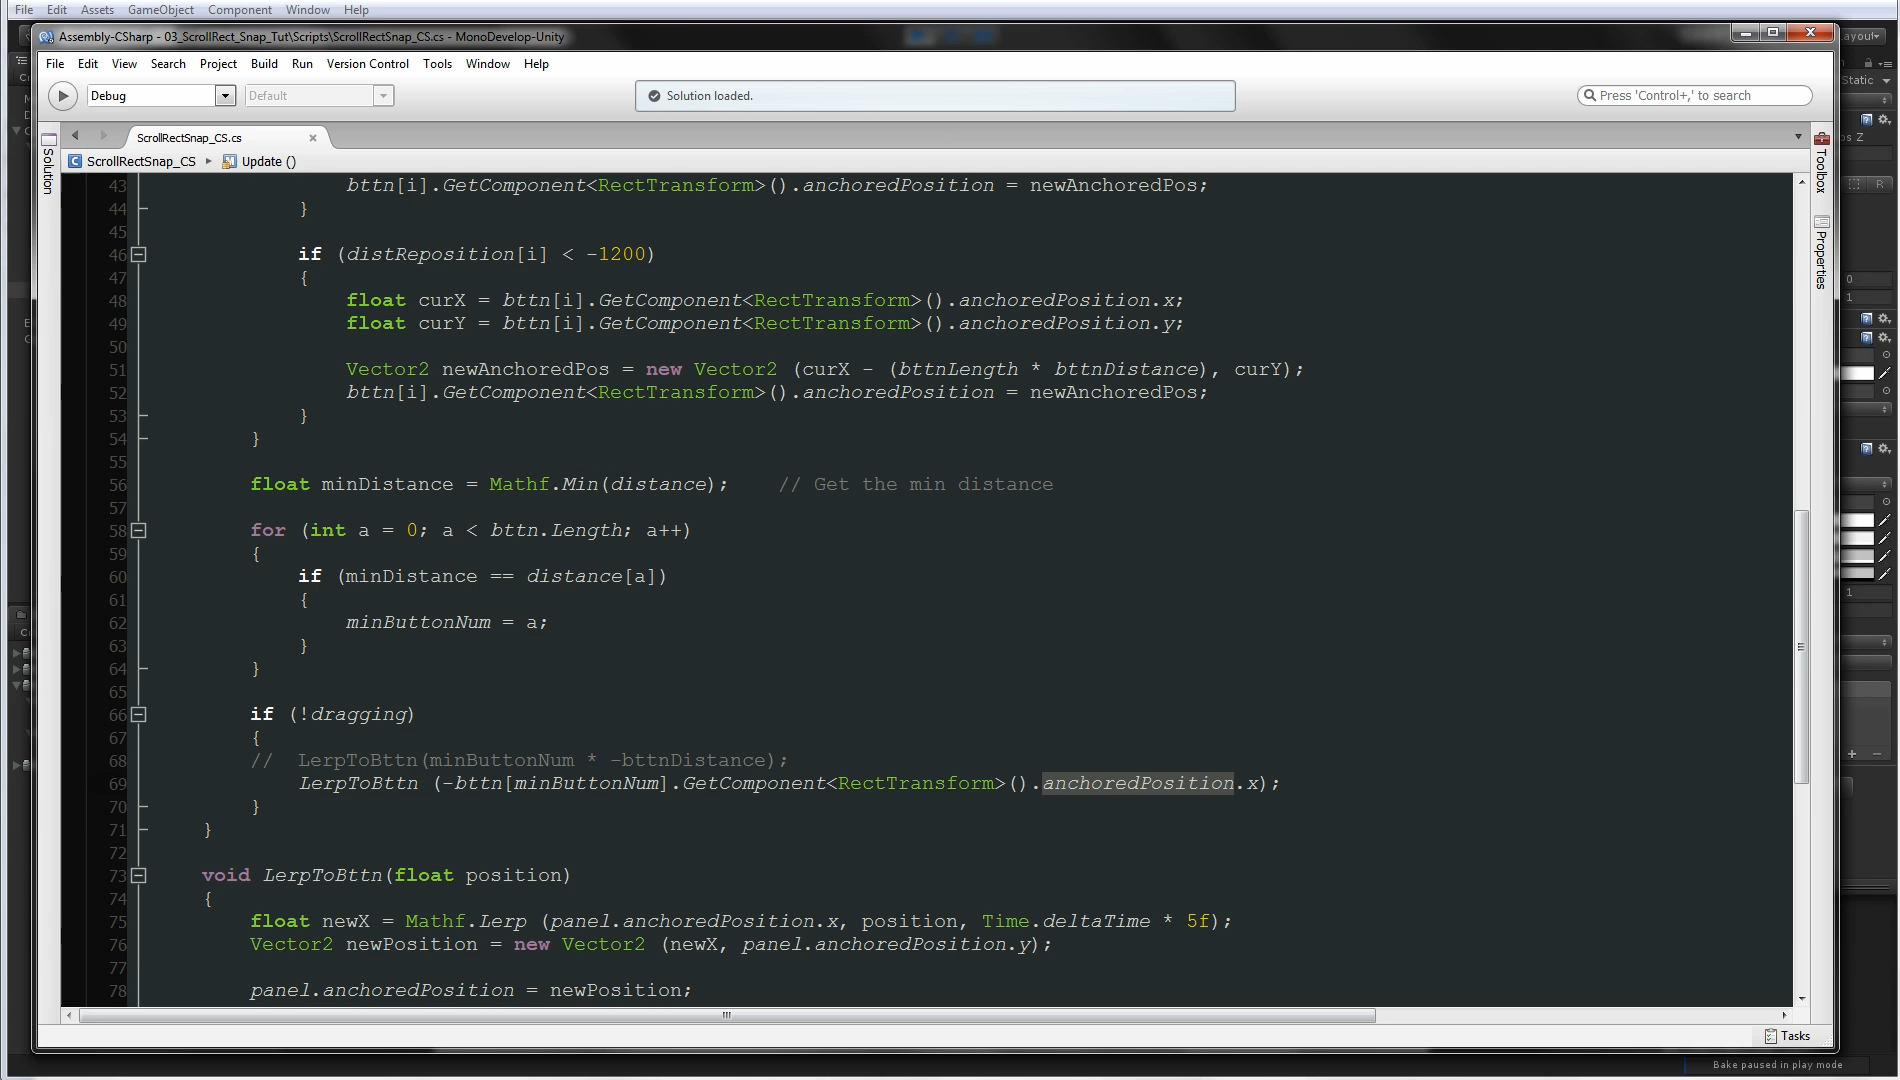 File Edit Assets GameObject Component Window Help
Assembly-CSharp - 03_ScrollRect_Snap_Tut\Scripts\ScrollRectSnap_CS.cs - MonoDevelop-Unity
File Edit View Search Project Build Run Version Control Tools Window Help
Debug Default Solution loaded. Press 'Control+,' to search
ScrollRectSnap_CS.cs
ScrollRectSnap_CS Update ()
Solution
Toolbox
Properties
43 bttn[i].GetComponent<RectTransform>().anchoredPosition = newAnchoredPos;
44 }
45
46 if (distReposition[i] < -1200)
47 {
48 float curX = bttn[i].GetComponent<RectTransform>().anchoredPosition.x;
49 float curY = bttn[i].GetComponent<RectTransform>().anchoredPosition.y;
50
51 Vector2 newAnchoredPos = new Vector2 (curX - (bttnLength * bttnDistance), curY);
52 bttn[i].GetComponent<RectTransform>().anchoredPosition = newAnchoredPos;
53 }
54 }
55
56 float minDistance = Mathf.Min(distance); // Get the min distance
57
58 for (int a = 0; a < bttn.Length; a++)
59 {
60 if (minDistance == distance[a])
61 {
62 minButtonNum = a;
63 }
64 }
65
66 if (!dragging)
67 {
68 // LerpToBttn(minButtonNum * -bttnDistance);
69 LerpToBttn (-bttn[minButtonNum].GetComponent<RectTransform>().anchoredPosition.x);
70 }
71 }
72
73 void LerpToBttn(float position)
74 {
75 float newX = Mathf.Lerp (panel.anchoredPosition.x, position, Time.deltaTime * 5f);
76 Vector2 newPosition = new Vector2 (newX, panel.anchoredPosition.y);
77
78 panel.anchoredPosition = newPosition;
Tasks
Static
Bake paused in play mode